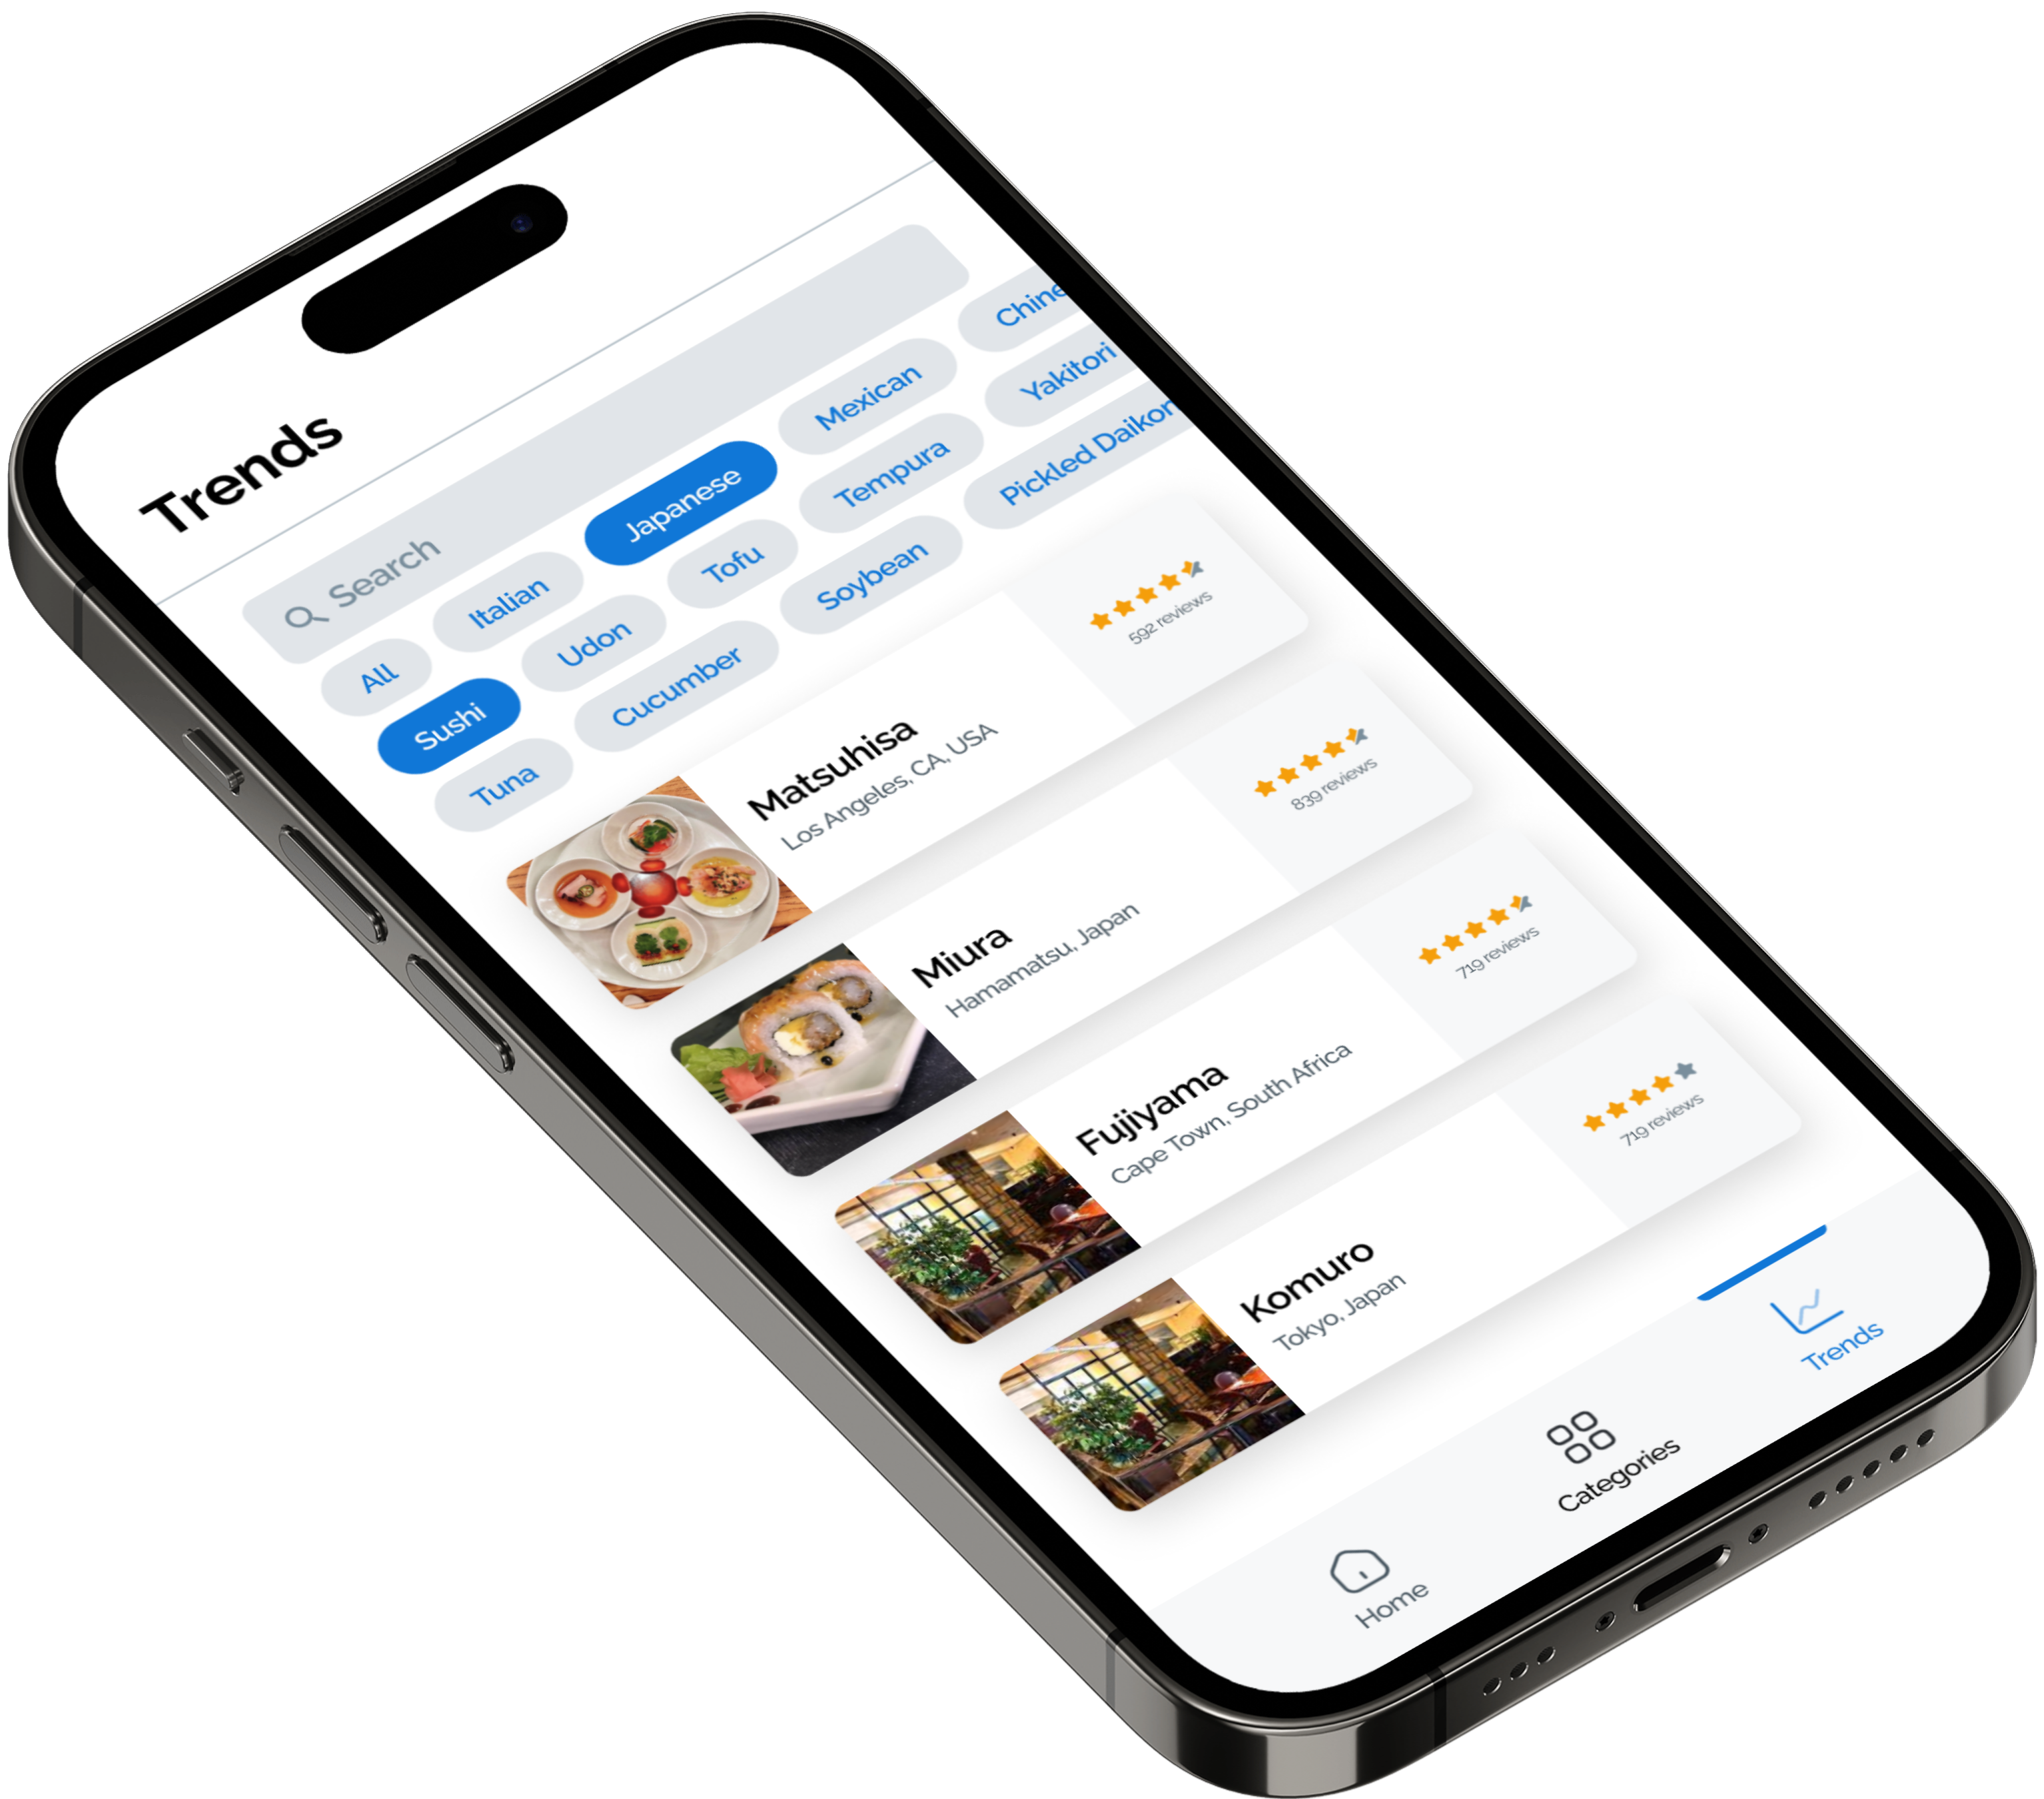 Trends
Search
All
Italian
Japanese
Mexican
Chine
Sushi
Udon
Tofu
Tempura
Yakitori
Tuna
Cucumber
Soybean
Pickled Daikon
Matsuhisa
Los Angeles, CA, USA
592 reviews
Miura
Hamamatsu, Japan
839 reviews
Fujiyama
Cape Town, South Africa
719 reviews
Komuro
Tokyo, Japan
719 reviews
Home
Categories
Trends